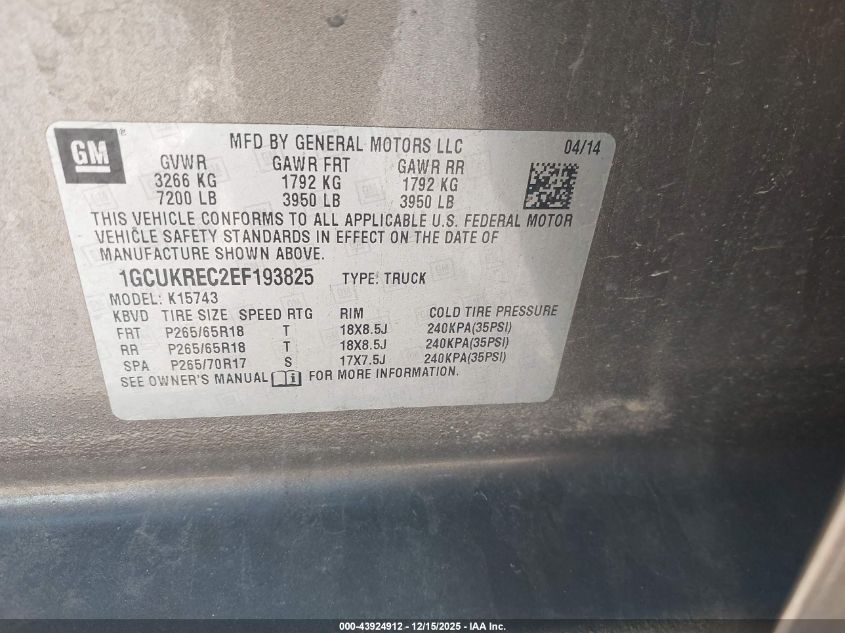 GM ® MFD BY GENERAL MOTORS LLC 04/14
GVWR GAWR FRT GAWR RR
3266 KG 1792 KG 1792 KG
7200 LB 3950 LB 3950 LB
THIS VEHICLE CONFORMS TO ALL APPLICABLE U.S. FEDERAL MOTOR
VEHICLE SAFETY STANDARDS IN EFFECT ON THE DATE OF
MANUFACTURE SHOWN ABOVE.
1GCUKREC2EF193825 TYPE: TRUCK
MODEL: K15743
KBVD TIRE SIZE SPEED RTG RIM COLD TIRE PRESSURE
FRT P265/65R18 T 18X8.5J 240KPA(35PSI)
RR P265/65R18 T 18X8.5J 240KPA(35PSI)
SPA P265/70R17 S 17X7.5J 240KPA(35PSI)
SEE OWNER'S MANUAL FOR MORE INFORMATION.
000-43924912 - 12/15/2025 - IAA Inc.